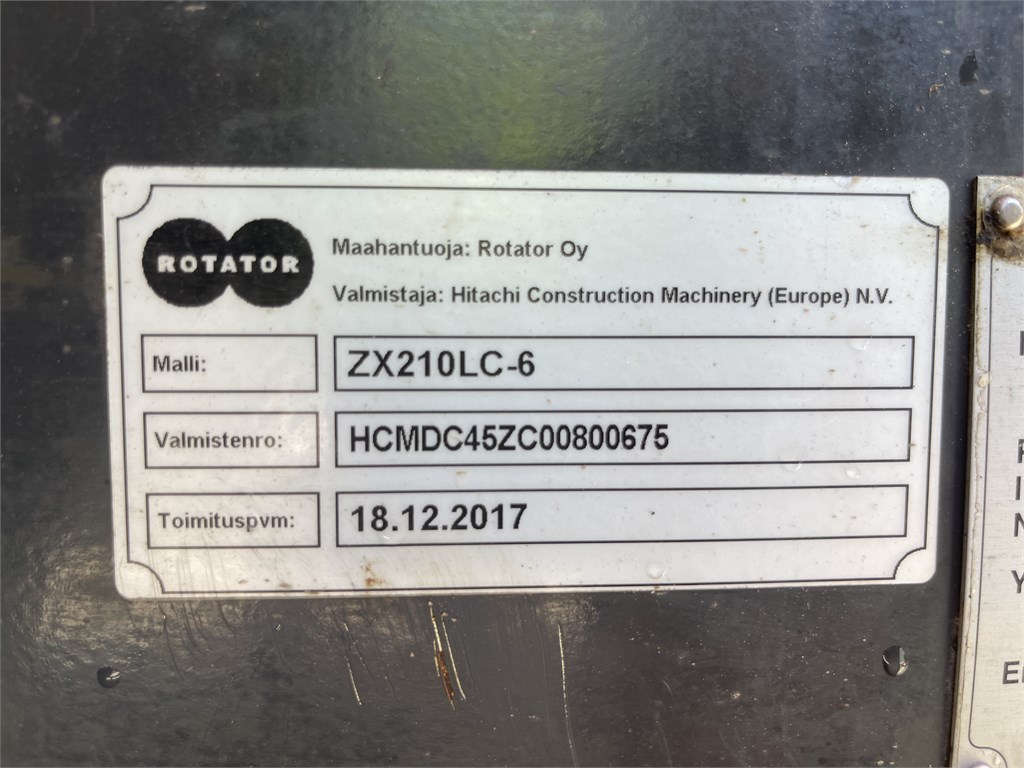 ROTATOR
Maahantuoja: Rotator Oy
Valmistaja: Hitachi Construction Machinery (Europe) N.V.
Malli: ZX210LC-6
Valmistenro: HCMDC45ZC00800675
Toimituspvm: 18.12.2017